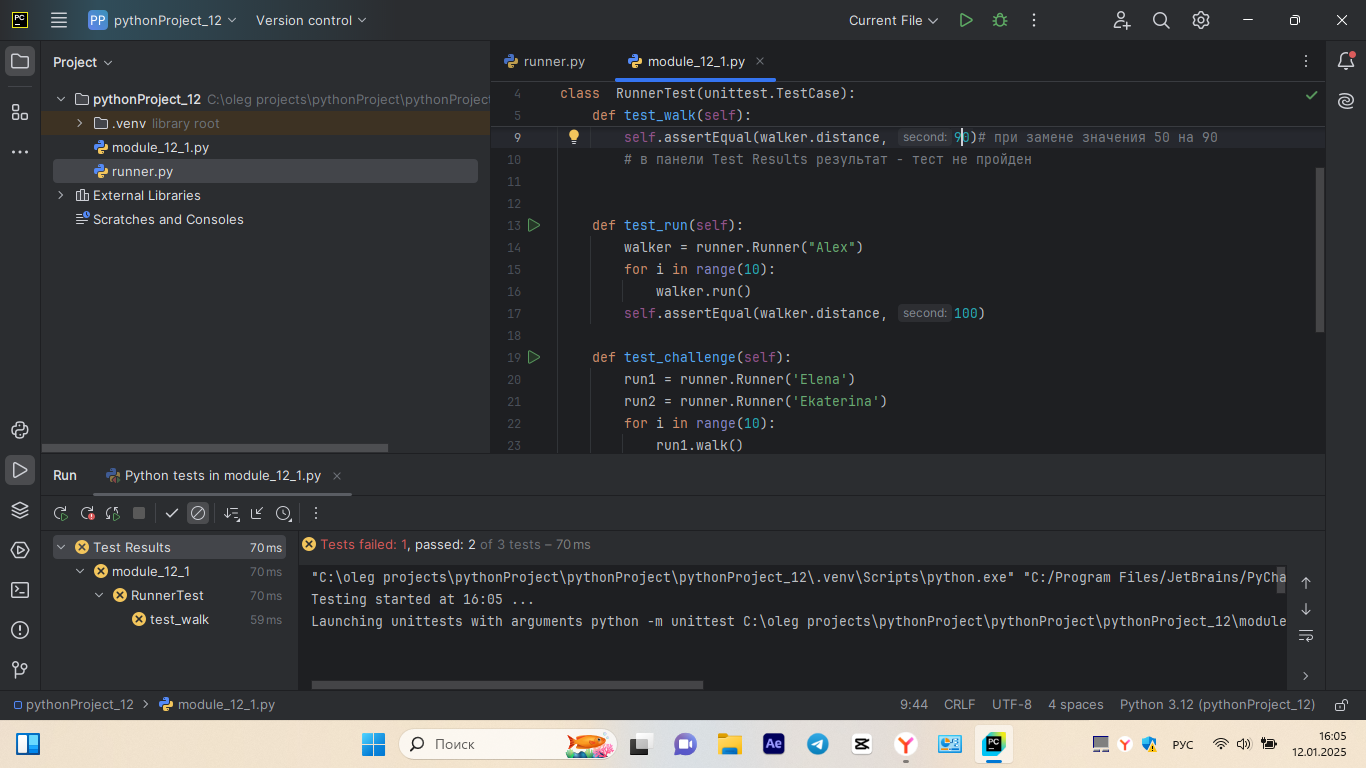 PC
PP pythonProject_12
Version control
Current File
Project
pythonProject_12 C:\oleg projects\pythonProject\pythonProject
.venv library root
module_12_1.py
runner.py
External Libraries
Scratches and Consoles
runner.py
module_12_1.py
4 class RunnerTest(unittest.TestCase):
5 def test_walk(self):
9 self.assertEqual(walker.distance, second: 90)# при замене значения 50 на 90
10 # в панели Test Results результат - тест не пройден
11
12
13 def test_run(self):
14 walker = runner.Runner("Alex")
15 for i in range(10):
16 walker.run()
17 self.assertEqual(walker.distance, second: 100)
18
19 def test_challenge(self):
20 run1 = runner.Runner('Elena')
21 run2 = runner.Runner('Ekaterina')
22 for i in range(10):
23 run1.walk()
Run
Python tests in module_12_1.py
Test Results 70 ms
module_12_1 70 ms
RunnerTest 70 ms
test_walk 59 ms
Tests failed: 1, passed: 2 of 3 tests – 70 ms
"C:\oleg projects\pythonProject\pythonProject\pythonProject_12\.venv\Scripts\python.exe" "C:/Program Files/JetBrains/PyCha
Testing started at 16:05 ...
Launching unittests with arguments python -m unittest C:\oleg projects\pythonProject\pythonProject\pythonProject_12\module
pythonProject_12 > module_12_1.py
9:44 CRLF UTF-8 4 spaces Python 3.12 (pythonProject_12)
Поиск
Ae
Y
PC
Y
РУС
16:05
12.01.2025